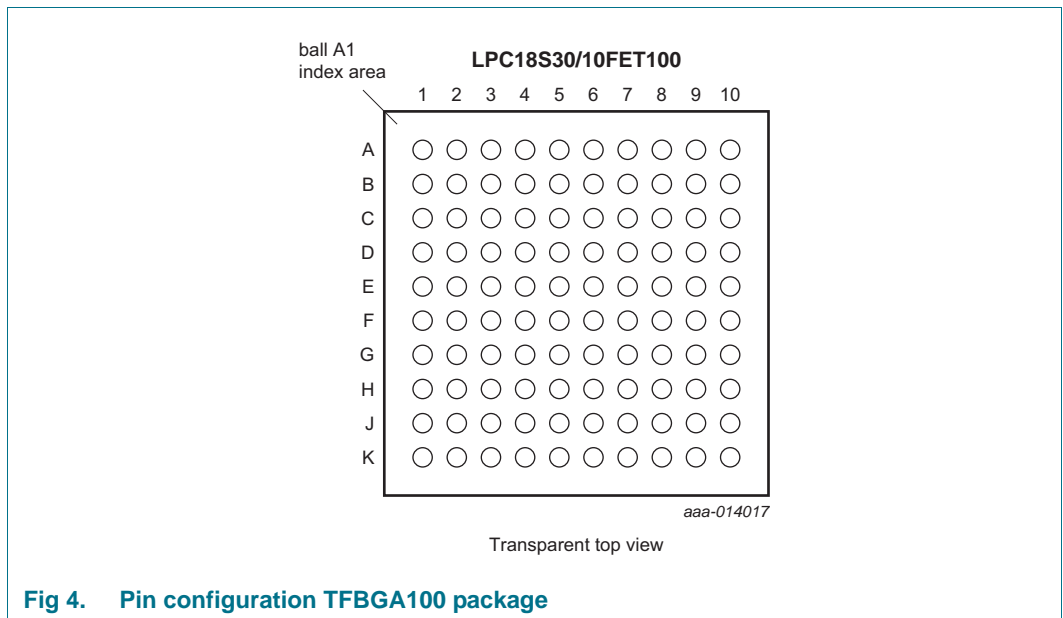 ball A1
index area
LPC18S30/10FET100
1 2 3 4 5 6 7 8 9 10
A
B
C
D
E
F
G
H
J
K
aaa-014017
Transparent top view
Fig 4. Pin configuration TFBGA100 package